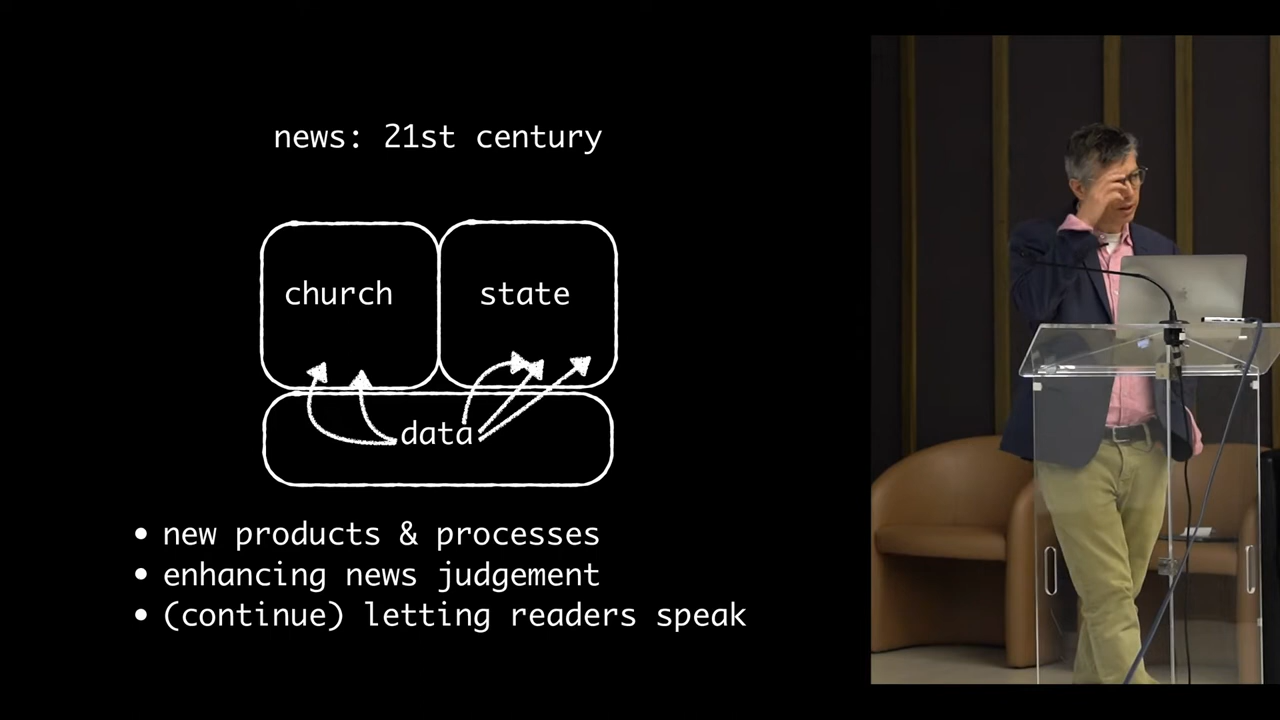 news: 21st century
church
state
data
• new products & processes
• enhancing news judgement
• (continue) letting readers speak